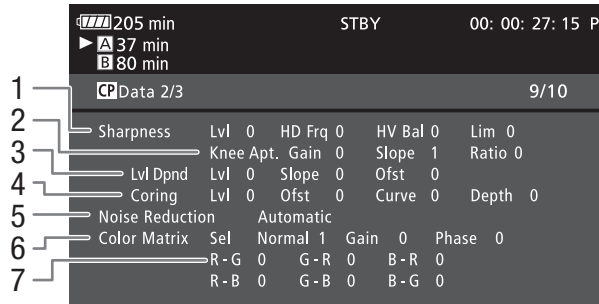 205 min STBY 00: 00: 27: 15 P
A 37 min
B 80 min
CP Data 2/3 9/10
1 Sharpness Lvl 0 HD Frq 0 HV Bal 0 Lim 0
2 Knee Apt. Gain 0 Slope 1 Ratio 0
3 Lvl Dpnd Lvl 0 Slope 0 Ofst 0
4 Coring Lvl 0 Ofst 0 Curve 0 Depth 0
5 Noise Reduction Automatic
6 Color Matrix Sel Normal 1 Gain 0 Phase 0
7 R - G 0 G - R 0 B - R 0
R - B 0 G - B 0 B - G 0